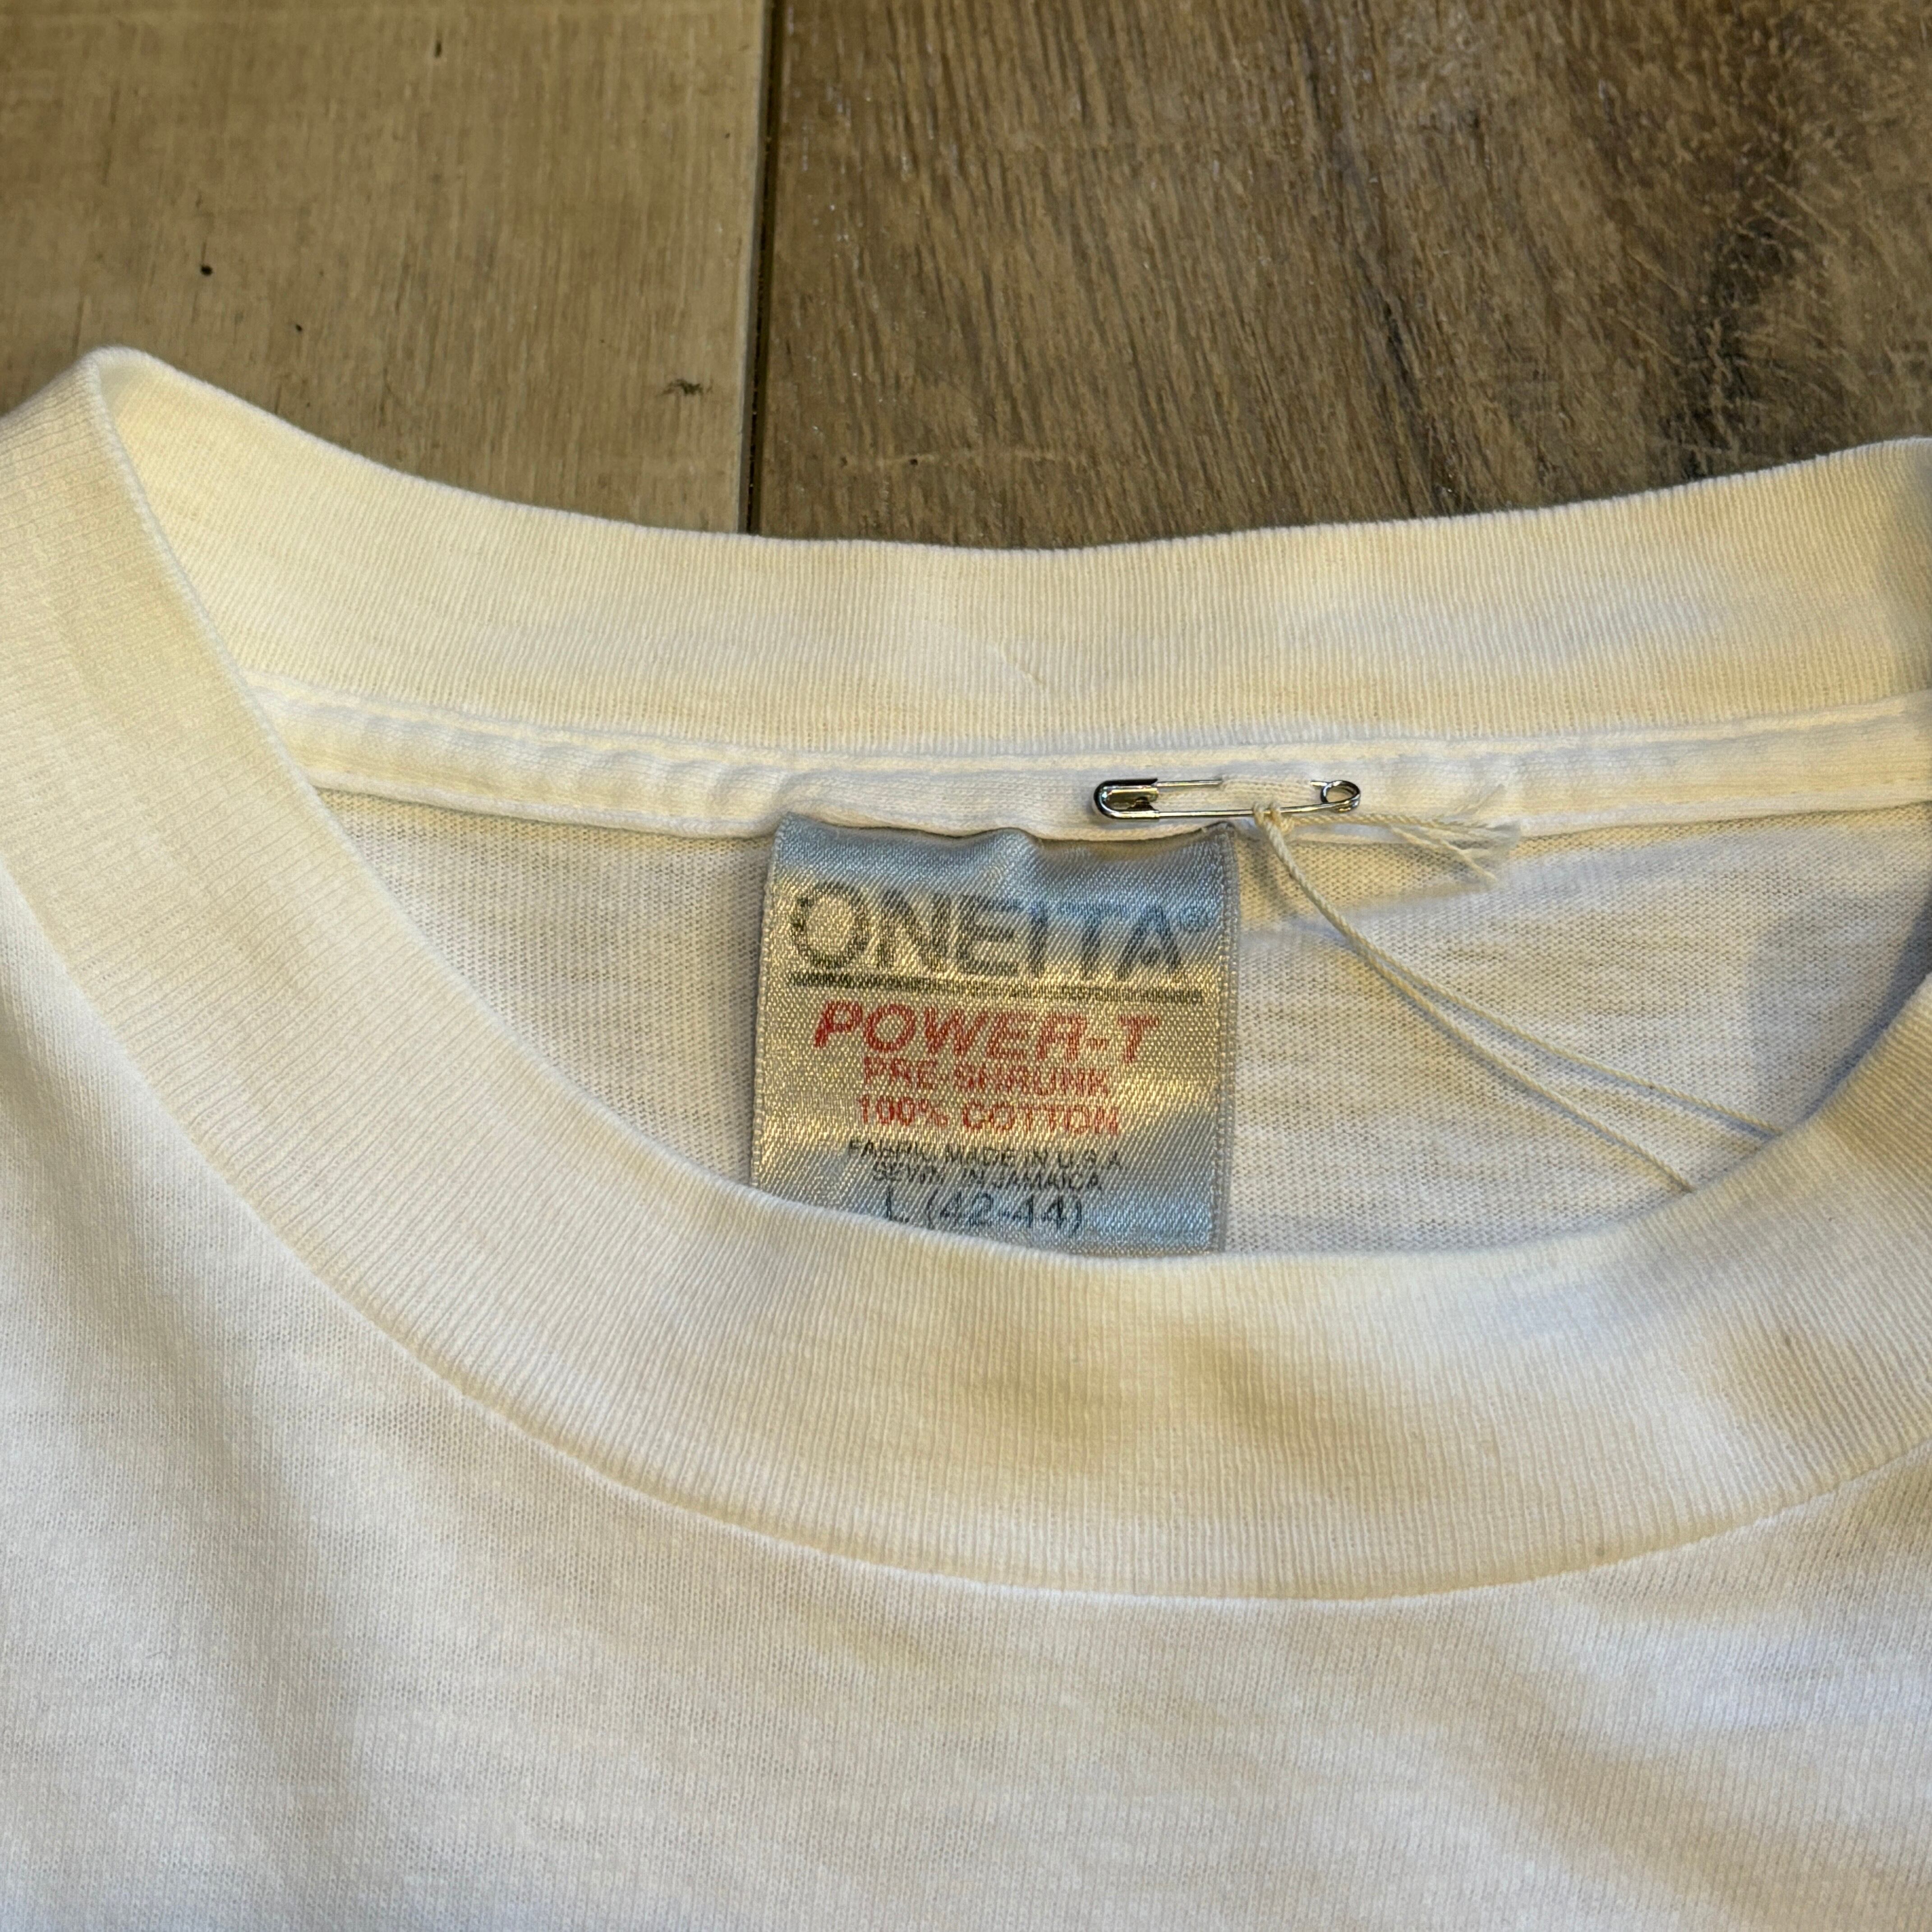 ONEITA®
POWER-T
PRE-SHRUNK
100% COTTON
FABRIC MADE IN U.S.A.
SEWN IN JAMAICA
L (42-44)